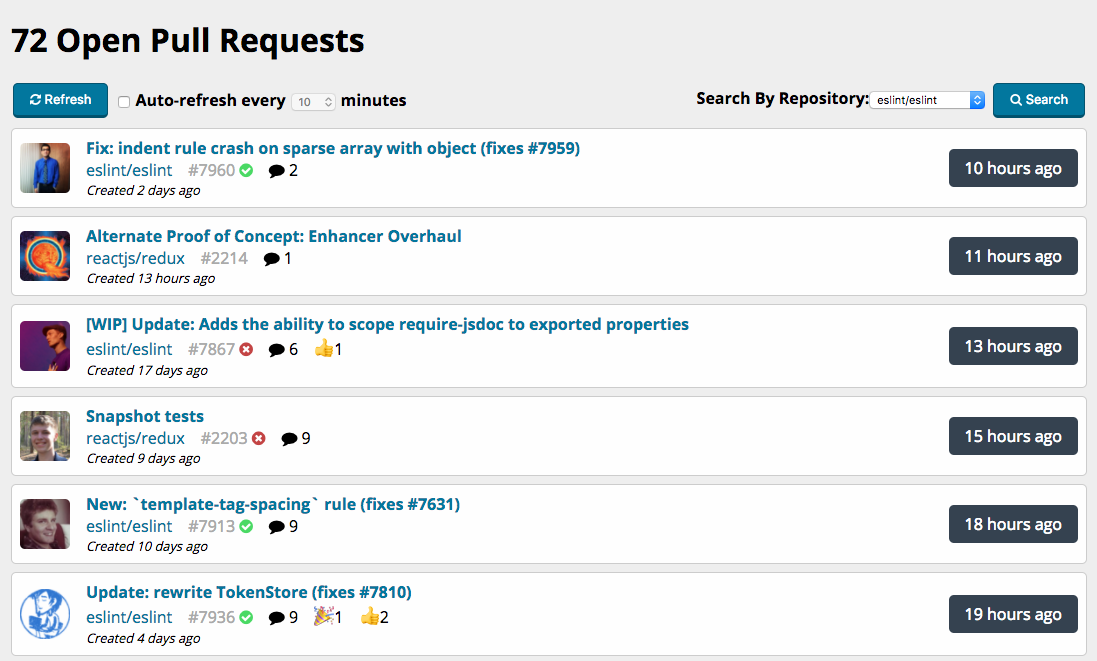 72 Open Pull Requests
Refresh Auto-refresh every 10 minutes Search By Repository: eslint/eslint Search
Fix: indent rule crash on sparse array with object (fixes #7959)
eslint/eslint #7960 2
Created 2 days ago
10 hours ago
Alternate Proof of Concept: Enhancer Overhaul
reactjs/redux #2214 1
Created 13 hours ago
11 hours ago
[WIP] Update: Adds the ability to scope require-jsdoc to exported properties
eslint/eslint #7867 6 👍1
Created 17 days ago
13 hours ago
Snapshot tests
reactjs/redux #2203 9
Created 9 days ago
15 hours ago
New: `template-tag-spacing` rule (fixes #7631)
eslint/eslint #7913 9
Created 10 days ago
18 hours ago
Update: rewrite TokenStore (fixes #7810)
eslint/eslint #7936 9 🎉1 👍2
Created 4 days ago
19 hours ago